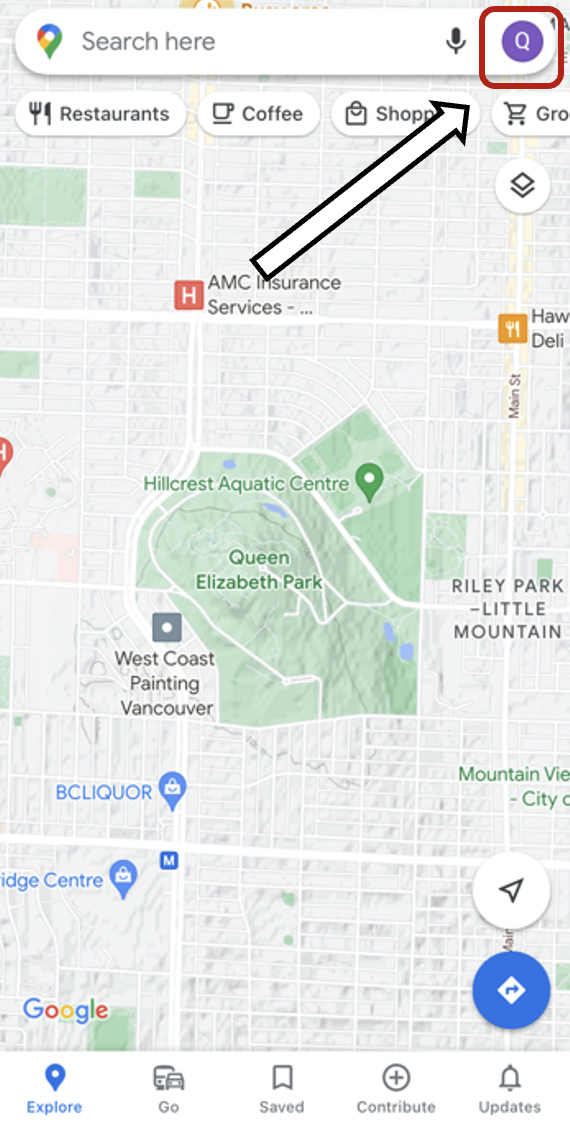 Search here
Q
Restaurants
Coffee
Shopp
Gro
AMC Insurance
Services - ...
H
Haw
Deli
Main St
H
Hillcrest Aquatic Centre
Queen
Elizabeth Park
RILEY PARK
–LITTLE
MOUNTAIN
West Coast
Painting
Vancouver
Mountain Vie
- City o
BCLIQUOR
M
idge Centre
Main
Google
Explore
Go
Saved
Contribute
Updates